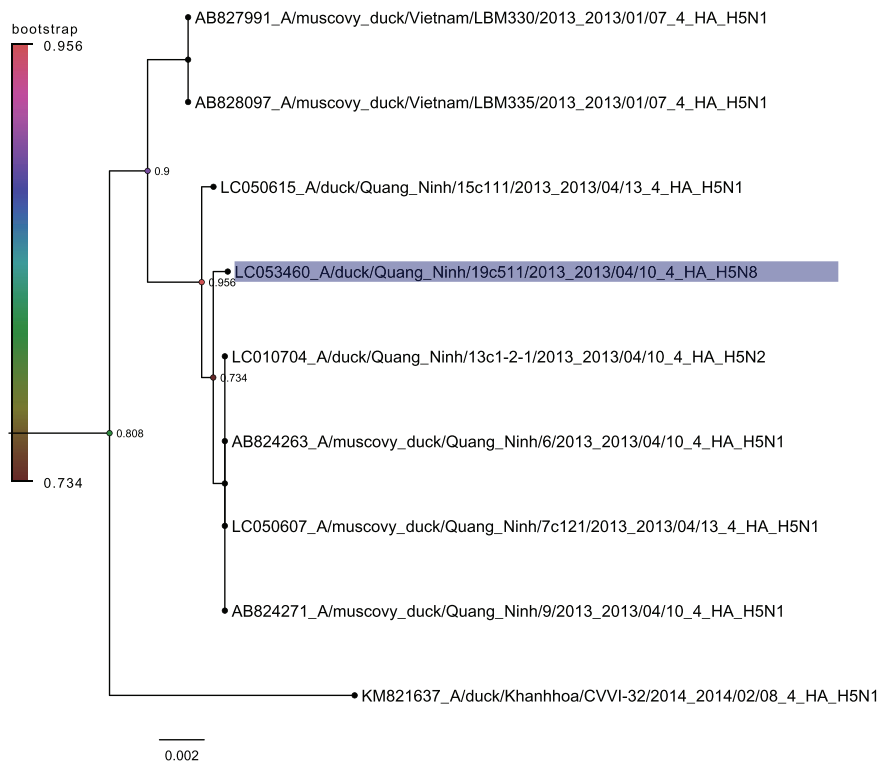 AB827991_A/muscovy_duck/Vietnam/LBM330/2013_2013/01/07_4_HA_H5N1
bootstrap
0.956
AB828097_A/muscovy_duck/Vietnam/LBM335/2013_2013/01/07_4_HA_H5N1
0.9
LC050615_A/duck/Quang_Ninh/15c111/2013_2013/04/13_4_HA_H5N1
LC053460_A/duck/Quang_Ninh/19c511/2013_2013/04/10_4_HA_H5N8
0.956
LC010704_A/duck/Quang_Ninh/13c1-2-1/2013_2013/04/10_4_HA_H5N2
0.734
AB824263_A/muscovy_duck/Quang_Ninh/6/2013_2013/04/10_4_HA_H5N1
0.808
0.734
LC050607_A/muscovy_duck/Quang_Ninh/7c121/2013_2013/04/13_4_HA_H5N1
AB824271_A/muscovy_duck/Quang_Ninh/9/2013_2013/04/10_4_HA_H5N1
KM821637_A/duck/Khanhhoa/CVVI-32/2014_2014/02/08_4_HA_H5N1
0.002